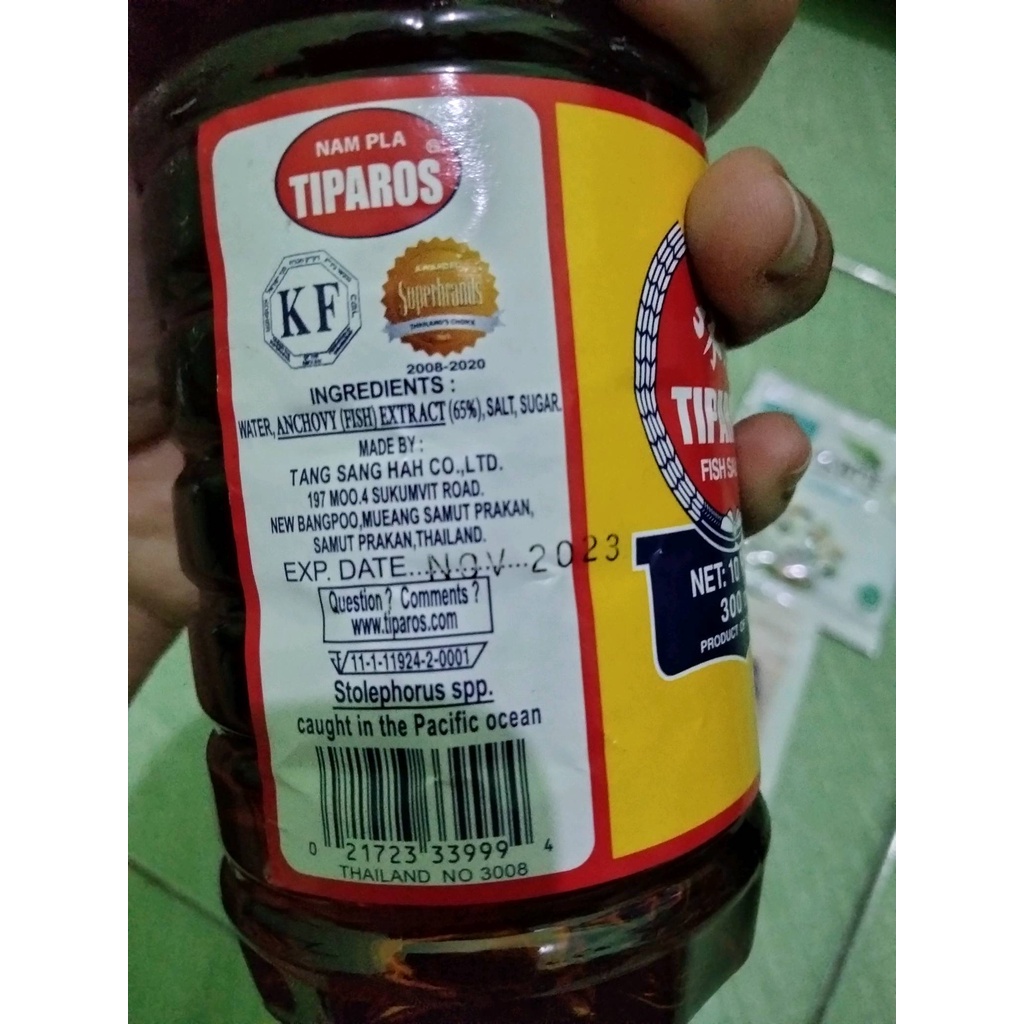 NAM PLA
TIPAROS
®
KF
Superbrands
THAILAND'S CHOICE
2008-2020
INGREDIENTS :
WATER, ANCHOVY (FISH) EXTRACT (65%), SALT, SUGAR.
MADE BY :
TANG SANG HAH CO.,LTD.
197 MOO.4 SUKUMVIT ROAD.
NEW BANGPOO,MUEANG SAMUT PRAKAN,
SAMUT PRAKAN,THAILAND.
EXP. DATE......NOV 2023
Question ? Comments ?
www.tiparos.com
11-1-11924-2-0001
Stolephorus spp.
caught in the Pacific ocean
0 21723 33999 4
THAILAND NO 3008
FISH
NET:
300
PRODUCT